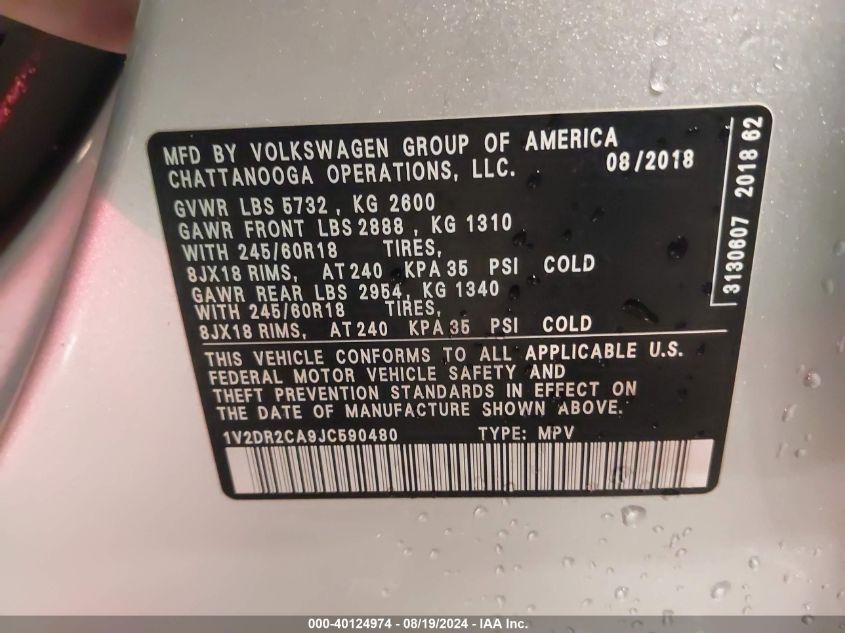 MFD BY VOLKSWAGEN GROUP OF AMERICA
CHATTANOOGA OPERATIONS, LLC. 08/2018
GVWR LBS 5732 , KG 2600
GAWR FRONT LBS 2888 , KG 1310
WITH 245/60R18 TIRES,
8JX18 RIMS, AT 240 KPA 35 PSI COLD
GAWR REAR LBS 2954, KG 1340
WITH 245/60R18 TIRES,
8JX18 RIMS, AT 240 KPA 35 PSI COLD
THIS VEHICLE CONFORMS TO ALL APPLICABLE U.S.
FEDERAL MOTOR VEHICLE SAFETY AND
THEFT PREVENTION STANDARDS IN EFFECT ON
THE DATE OF MANUFACTURE SHOWN ABOVE.
1V2DR2CA9JC590480 TYPE: MPV
3130607 2018 62
000-40124974 - 08/19/2024 - IAA Inc.